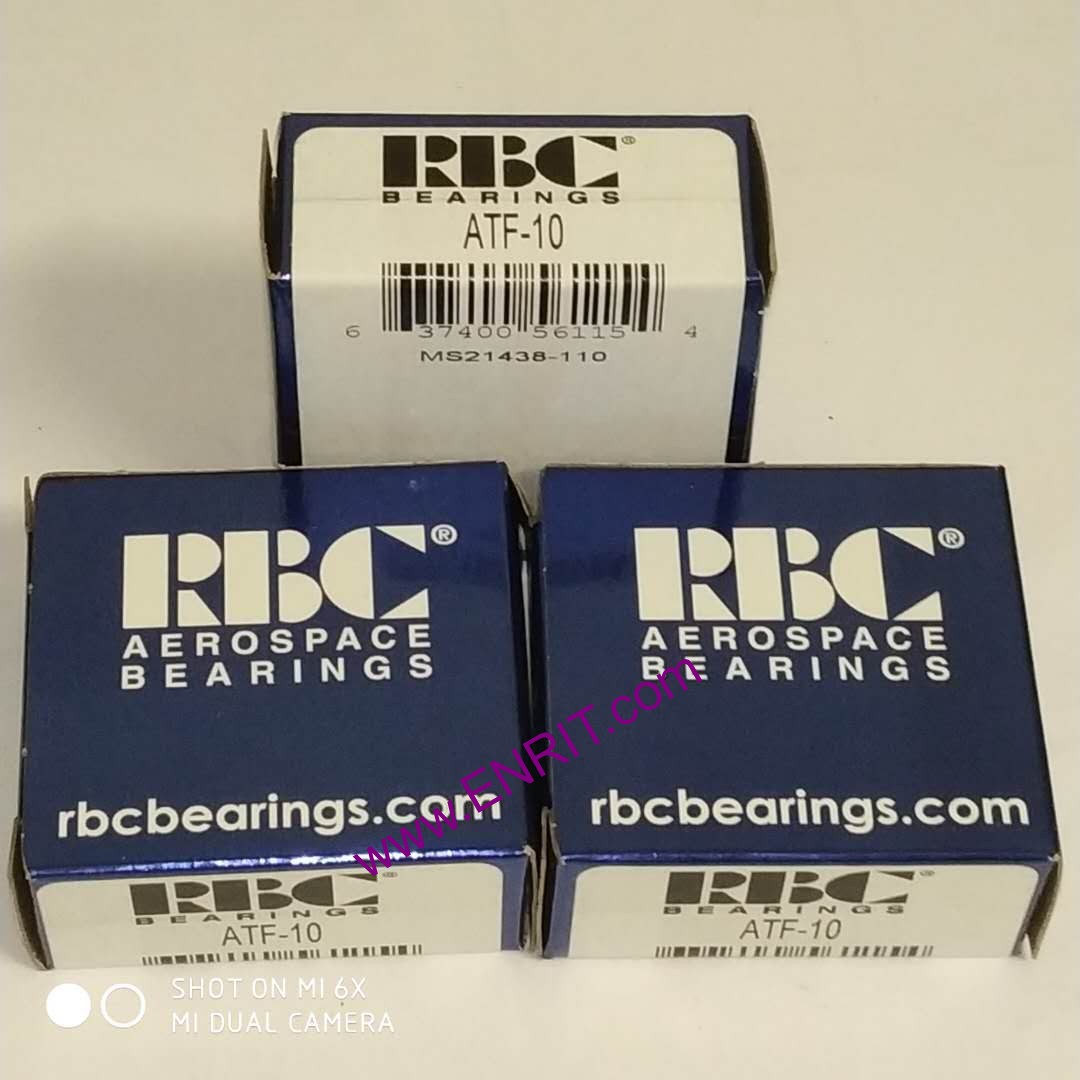 RBC®
BEARINGS
ATF-10
6 37400 56115 4
MS21438-110
RBC®
AEROSPACE
BEARINGS
rbcbearings.com
RBC®
BEARINGS
ATF-10
RBC®
AEROSPACE
BEARINGS
rbcbearings.com
RBC®
BEARINGS
ATF-10
www.ENRIT.com
SHOT ON MI 6X
MI DUAL CAMERA